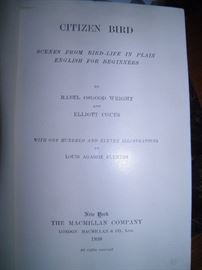 CITIZEN BIRD
SCENES FROM BIRD-LIFE IN PLAIN
ENGLISH FOR BEGINNERS
BY
MABEL OSGOOD WRIGHT
AND
ELLIOTT COUES
WITH ONE HUNDRED AND ELEVEN ILLUSTRATIONS
BY
LOUIS AGASSIZ FUERTES
New York
THE MACMILLAN COMPANY
LONDON: MACMILLAN & CO., LTD.
All rights reserved